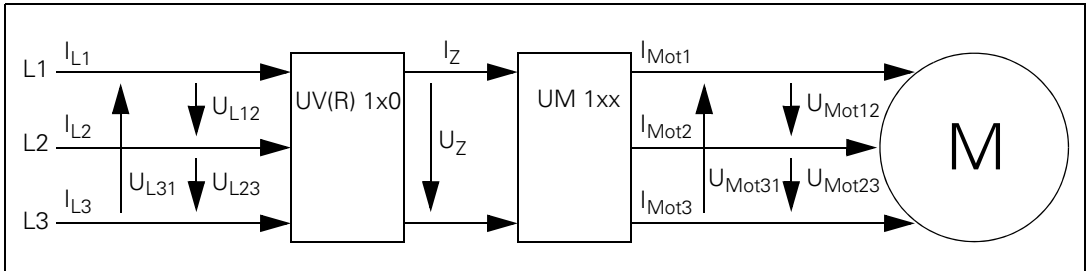 L1 I_L1 I_Z I_Mot1
UV(R) 1x0 UM 1xx
U_L12 U_Mot12
L2 I_L2 U_Z I_Mot2 M
U_L31 U_L23 U_Mot31 U_Mot23
L3 I_L3 I_Mot3